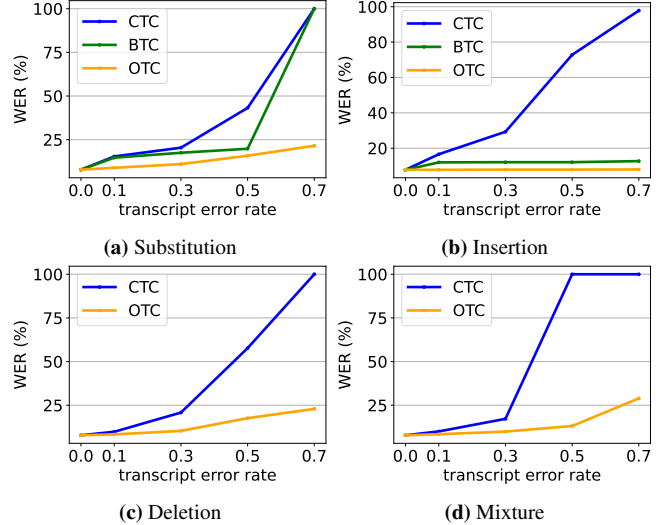 100
75
50
25
WER (%)
CTC
BTC
OTC
0.0 0.1 0.3 0.5 0.7
transcript error rate
(a) Substitution
100
80
60
40
20
WER (%)
CTC
BTC
OTC
0.0 0.1 0.3 0.5 0.7
transcript error rate
(b) Insertion
100
75
50
25
WER (%)
CTC
OTC
0.0 0.1 0.3 0.5 0.7
transcript error rate
(c) Deletion
100
75
50
25
WER (%)
CTC
OTC
0.0 0.1 0.3 0.5 0.7
transcript error rate
(d) Mixture